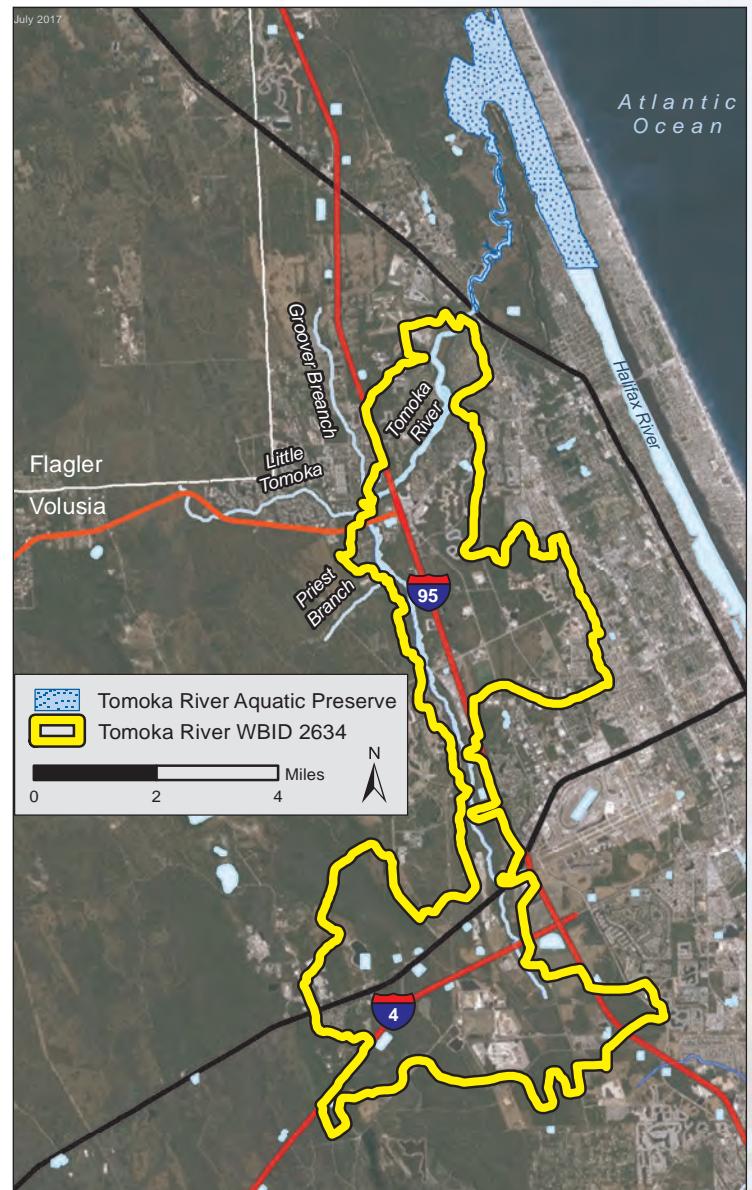 July 2017
Atlantic
Ocean
Groover Breanch
Halifax River
Tomoka
River
Little
Tomoka
Flagler
Volusia
Priest
Branch
95
Tomoka River Aquatic Preserve
Tomoka River WBID 2634
N
Miles
0 2 4
4